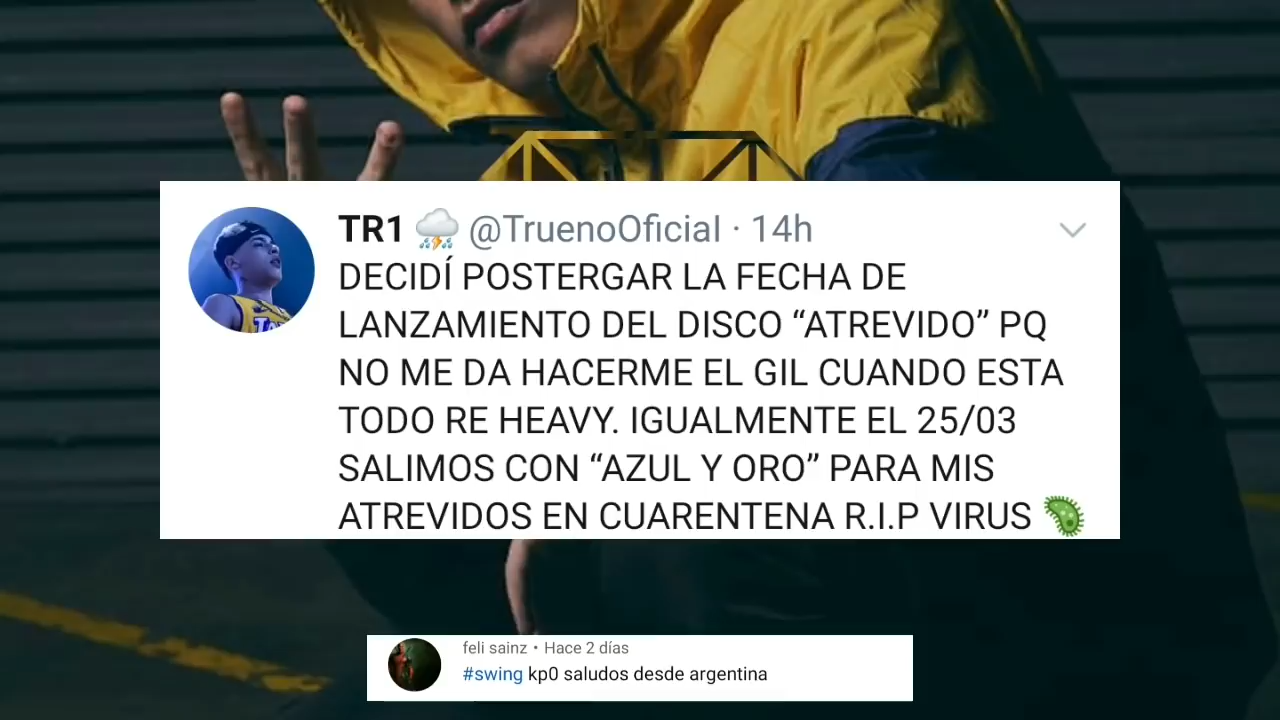 TR1 🌩 @TruenoOficial · 14h
DECIDÍ POSTERGAR LA FECHA DE
LANZAMIENTO DEL DISCO “ATREVIDO” PQ
NO ME DA HACERME EL GIL CUANDO ESTA
TODO RE HEAVY. IGUALMENTE EL 25/03
SALIMOS CON “AZUL Y ORO” PARA MIS
ATREVIDOS EN CUARENTENA R.I.P VIRUS 🦠
feli sainz • Hace 2 días
#swing kp0 saludos desde argentina